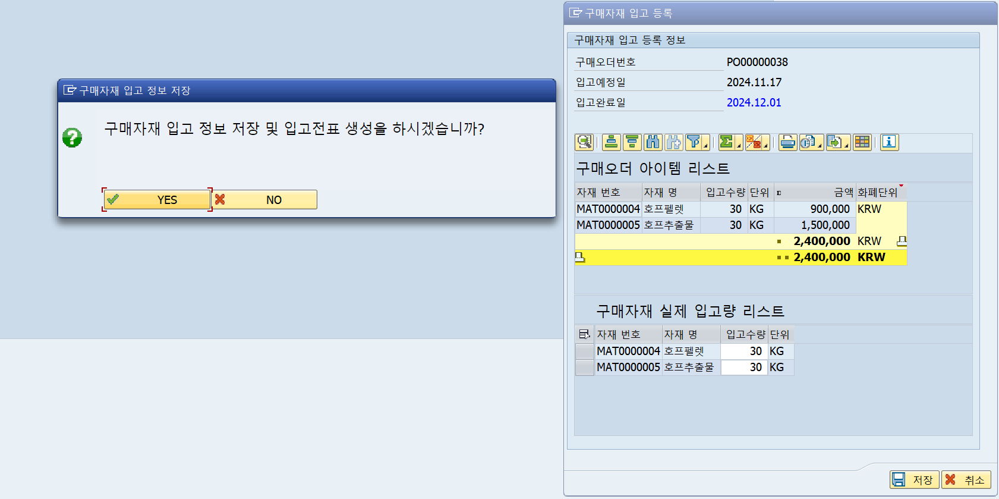 구매자재 입고 정보 저장
구매자재 입고 정보 저장 및 입고전표 생성을 하시겠습니까?
YES
NO
구매자재 입고 등록
구매자재 입고 등록 정보
구매오더번호 PO00000038
입고예정일 2024.11.17
입고완료일 2024.12.01
구매오더 아이템 리스트
자재 번호 자재 명 입고수량 단위 금액 화폐단위
MAT0000004 호프펠렛 30 KG 900,000 KRW
MAT0000005 호프추출물 30 KG 1,500,000
2,400,000 KRW
2,400,000 KRW
구매자재 실제 입고량 리스트
자재 번호 자재 명 입고수량 단위
MAT0000004 호프펠렛 30 KG
MAT0000005 호프추출물 30 KG
저장 취소